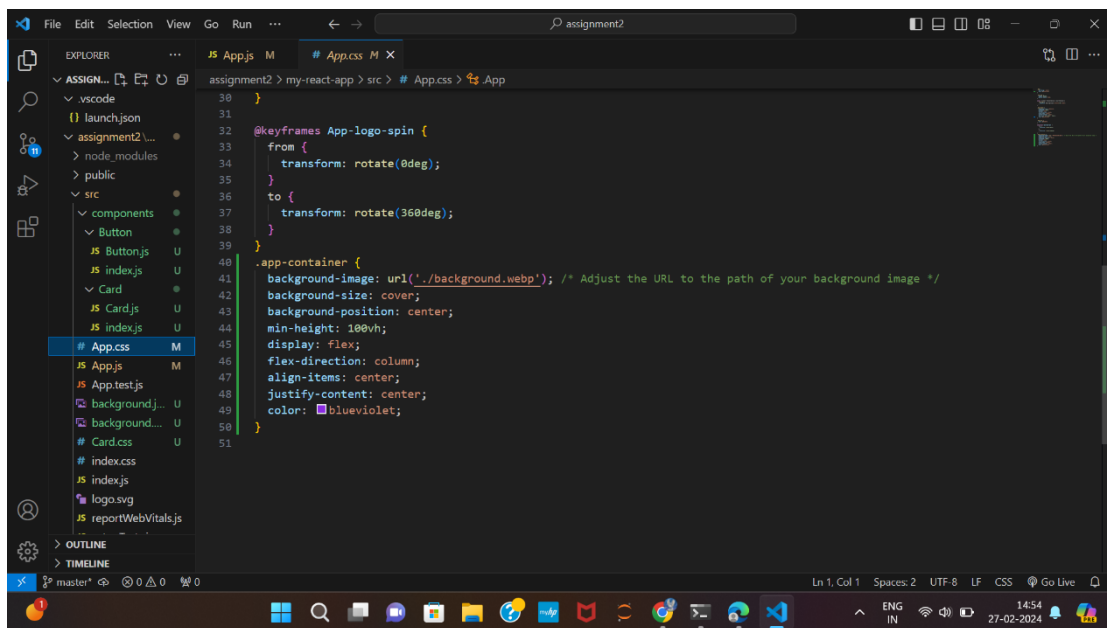 File Edit Selection View Go Run ··· assignment2
EXPLORER ···
ASSIGN...
.vscode
{} launch.json
assignment2\...
node_modules
public
src
components
Button
JS Button.js U
JS index.js U
Card
JS Card.js U
JS index.js U
# App.css M
JS App.js M
JS App.test.js
background.j... U
background.... U
# Card.css U
# index.css
JS index.js
logo.svg
JS reportWebVitals.js
OUTLINE
TIMELINE
11
JS App.js M # App.css M
assignment2 > my-react-app > src > # App.css > .App
30 }
31
32 @keyframes App-logo-spin {
33 from {
34 transform: rotate(0deg);
35 }
36 to {
37 transform: rotate(360deg);
38 }
39 }
40 .app-container {
41 background-image: url('./background.webp'); /* Adjust the URL to the path of your background image */
42 background-size: cover;
43 background-position: center;
44 min-height: 100vh;
45 display: flex;
46 flex-direction: column;
47 align-items: center;
48 justify-content: center;
49 color: blueviolet;
50 }
51
master* 0 0 0 Ln 1, Col 1 Spaces: 2 UTF-8 LF CSS Go Live
1 ENG 14:54
IN 27-02-2024
PRE